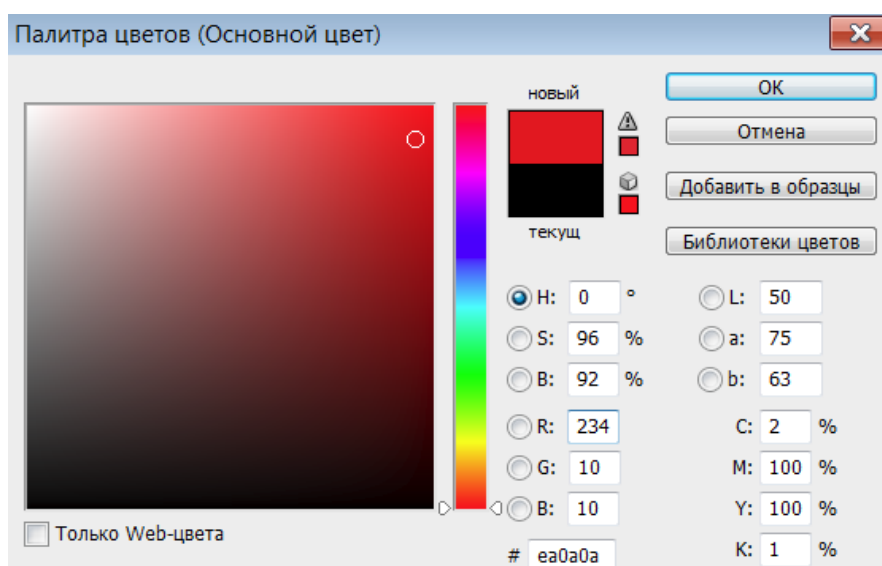 Палитра цветов (Основной цвет)
новый
текущ
OK
Отмена
Добавить в образцы
Библиотеки цветов
H: 0 °
L: 50
S: 96 %
a: 75
B: 92 %
b: 63
R: 234
C: 2 %
G: 10
M: 100 %
B: 10
Y: 100 %
# ea0a0a
K: 1 %
Только Web-цвета